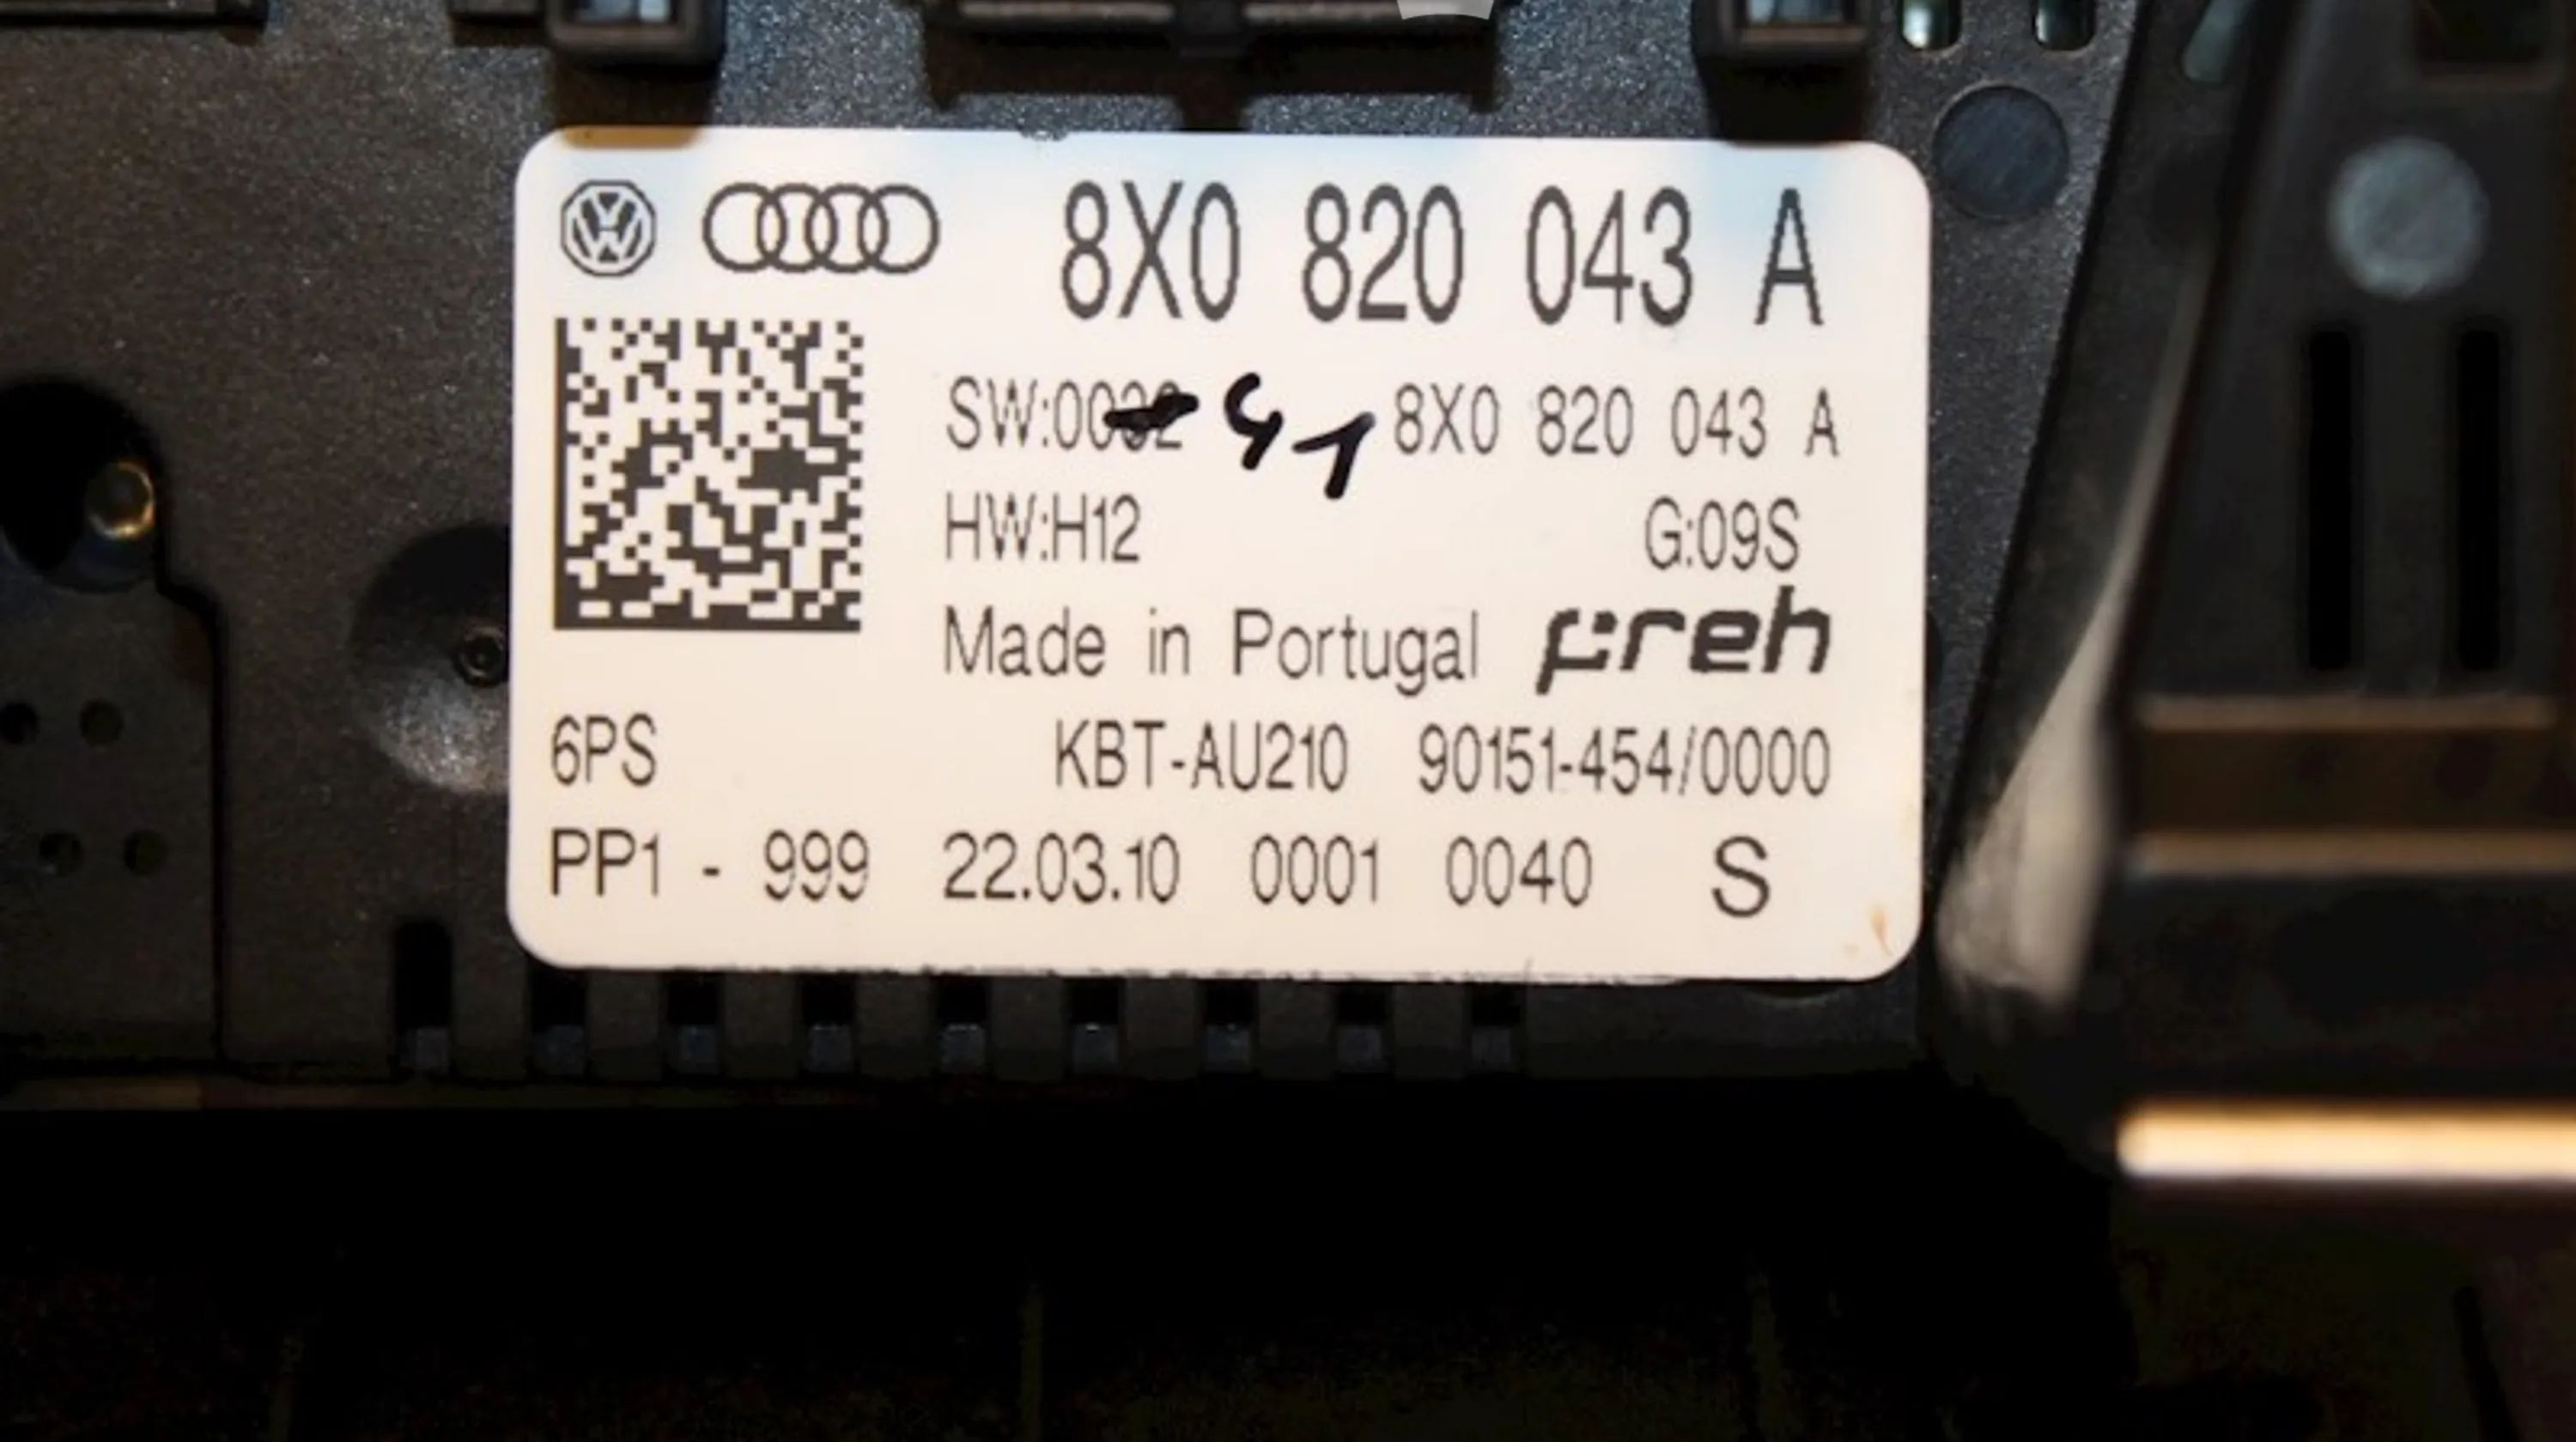 8X0 820 043 A
SW:0032 41 8X0 820 043 A
HW:H12 G:09S
Made in Portugal preh
6PS KBT-AU210 90151-454/0000
PP1 - 999 22.03.10 0001 0040 S